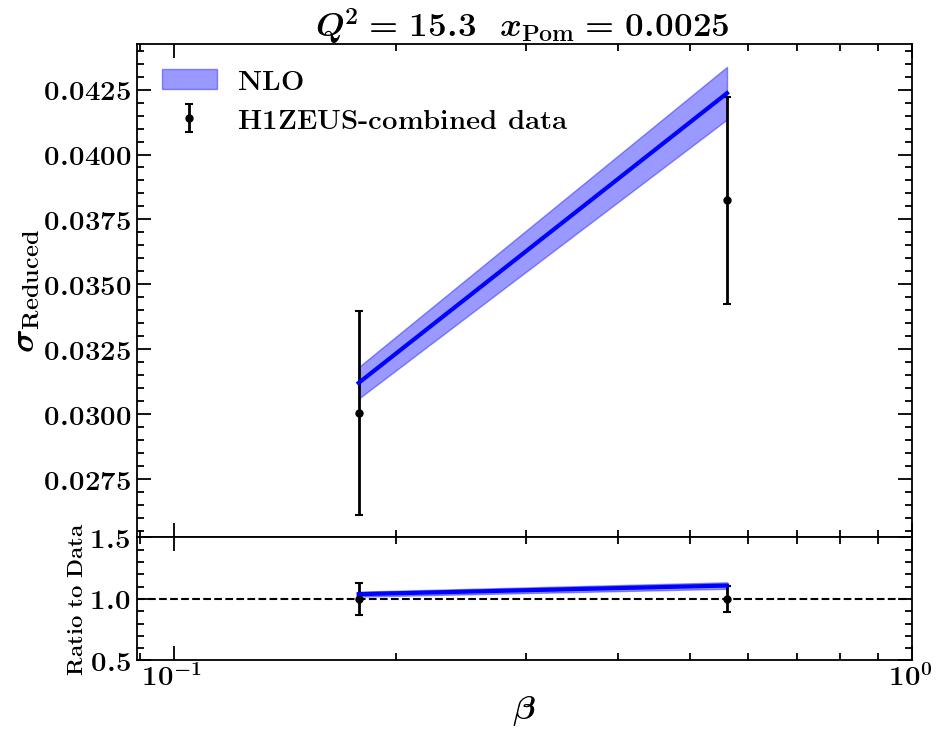 Q² = 15.3 x_Pom = 0.0025
NLO
H1ZEUS-combined data
σ_Reduced
0.0425
0.0400
0.0375
0.0350
0.0325
0.0300
0.0275
Ratio to Data
1.5
1.0
0.5
10⁻¹
10⁰
β